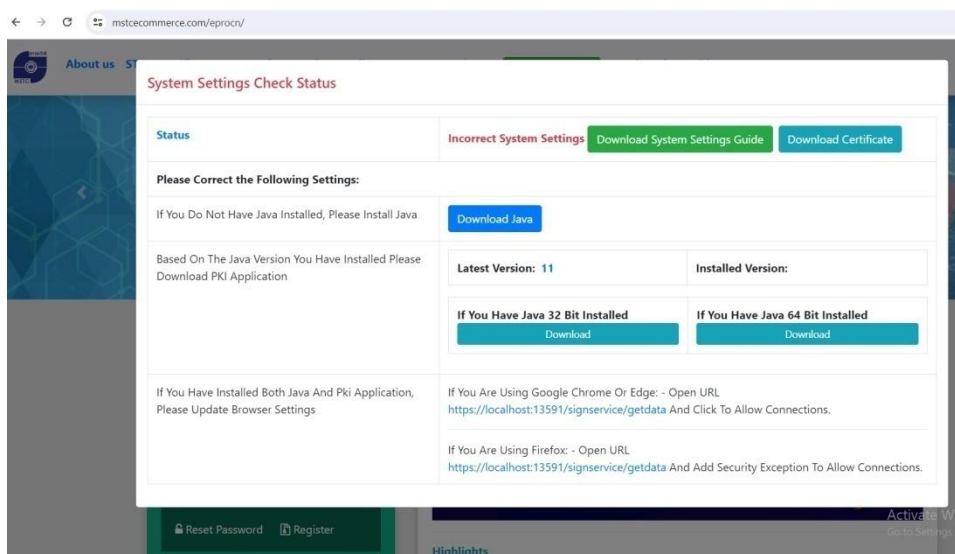 mstcecommerce.com/eprocn/
MSTC
About us
System Settings Check Status
Status
Incorrect System Settings
Download System Settings Guide
Download Certificate
Please Correct the Following Settings:
If You Do Not Have Java Installed, Please Install Java
Download Java
Based On The Java Version You Have Installed Please
Download PKI Application
Latest Version: 11
Installed Version:
If You Have Java 32 Bit Installed
Download
If You Have Java 64 Bit Installed
Download
If You Have Installed Both Java And Pki Application,
Please Update Browser Settings
If You Are Using Google Chrome Or Edge: - Open URL
https://localhost:13591/signservice/getdata And Click To Allow Connections.
If You Are Using Firefox: - Open URL
https://localhost:13591/signservice/getdata And Add Security Exception To Allow Connections.
Reset Password
Register
Highlights
Activate W
Go to Settings